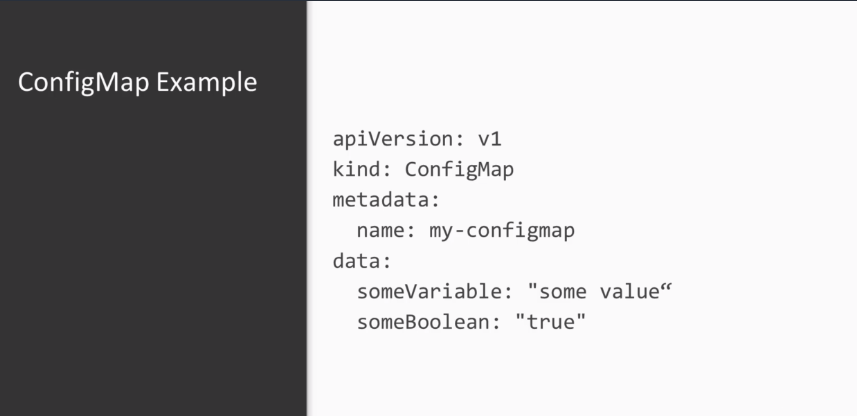 ConfigMap Example
apiVersion: v1
kind: ConfigMap
metadata:
  name: my-configmap
data:
  someVariable: "some value“
  someBoolean: "true"